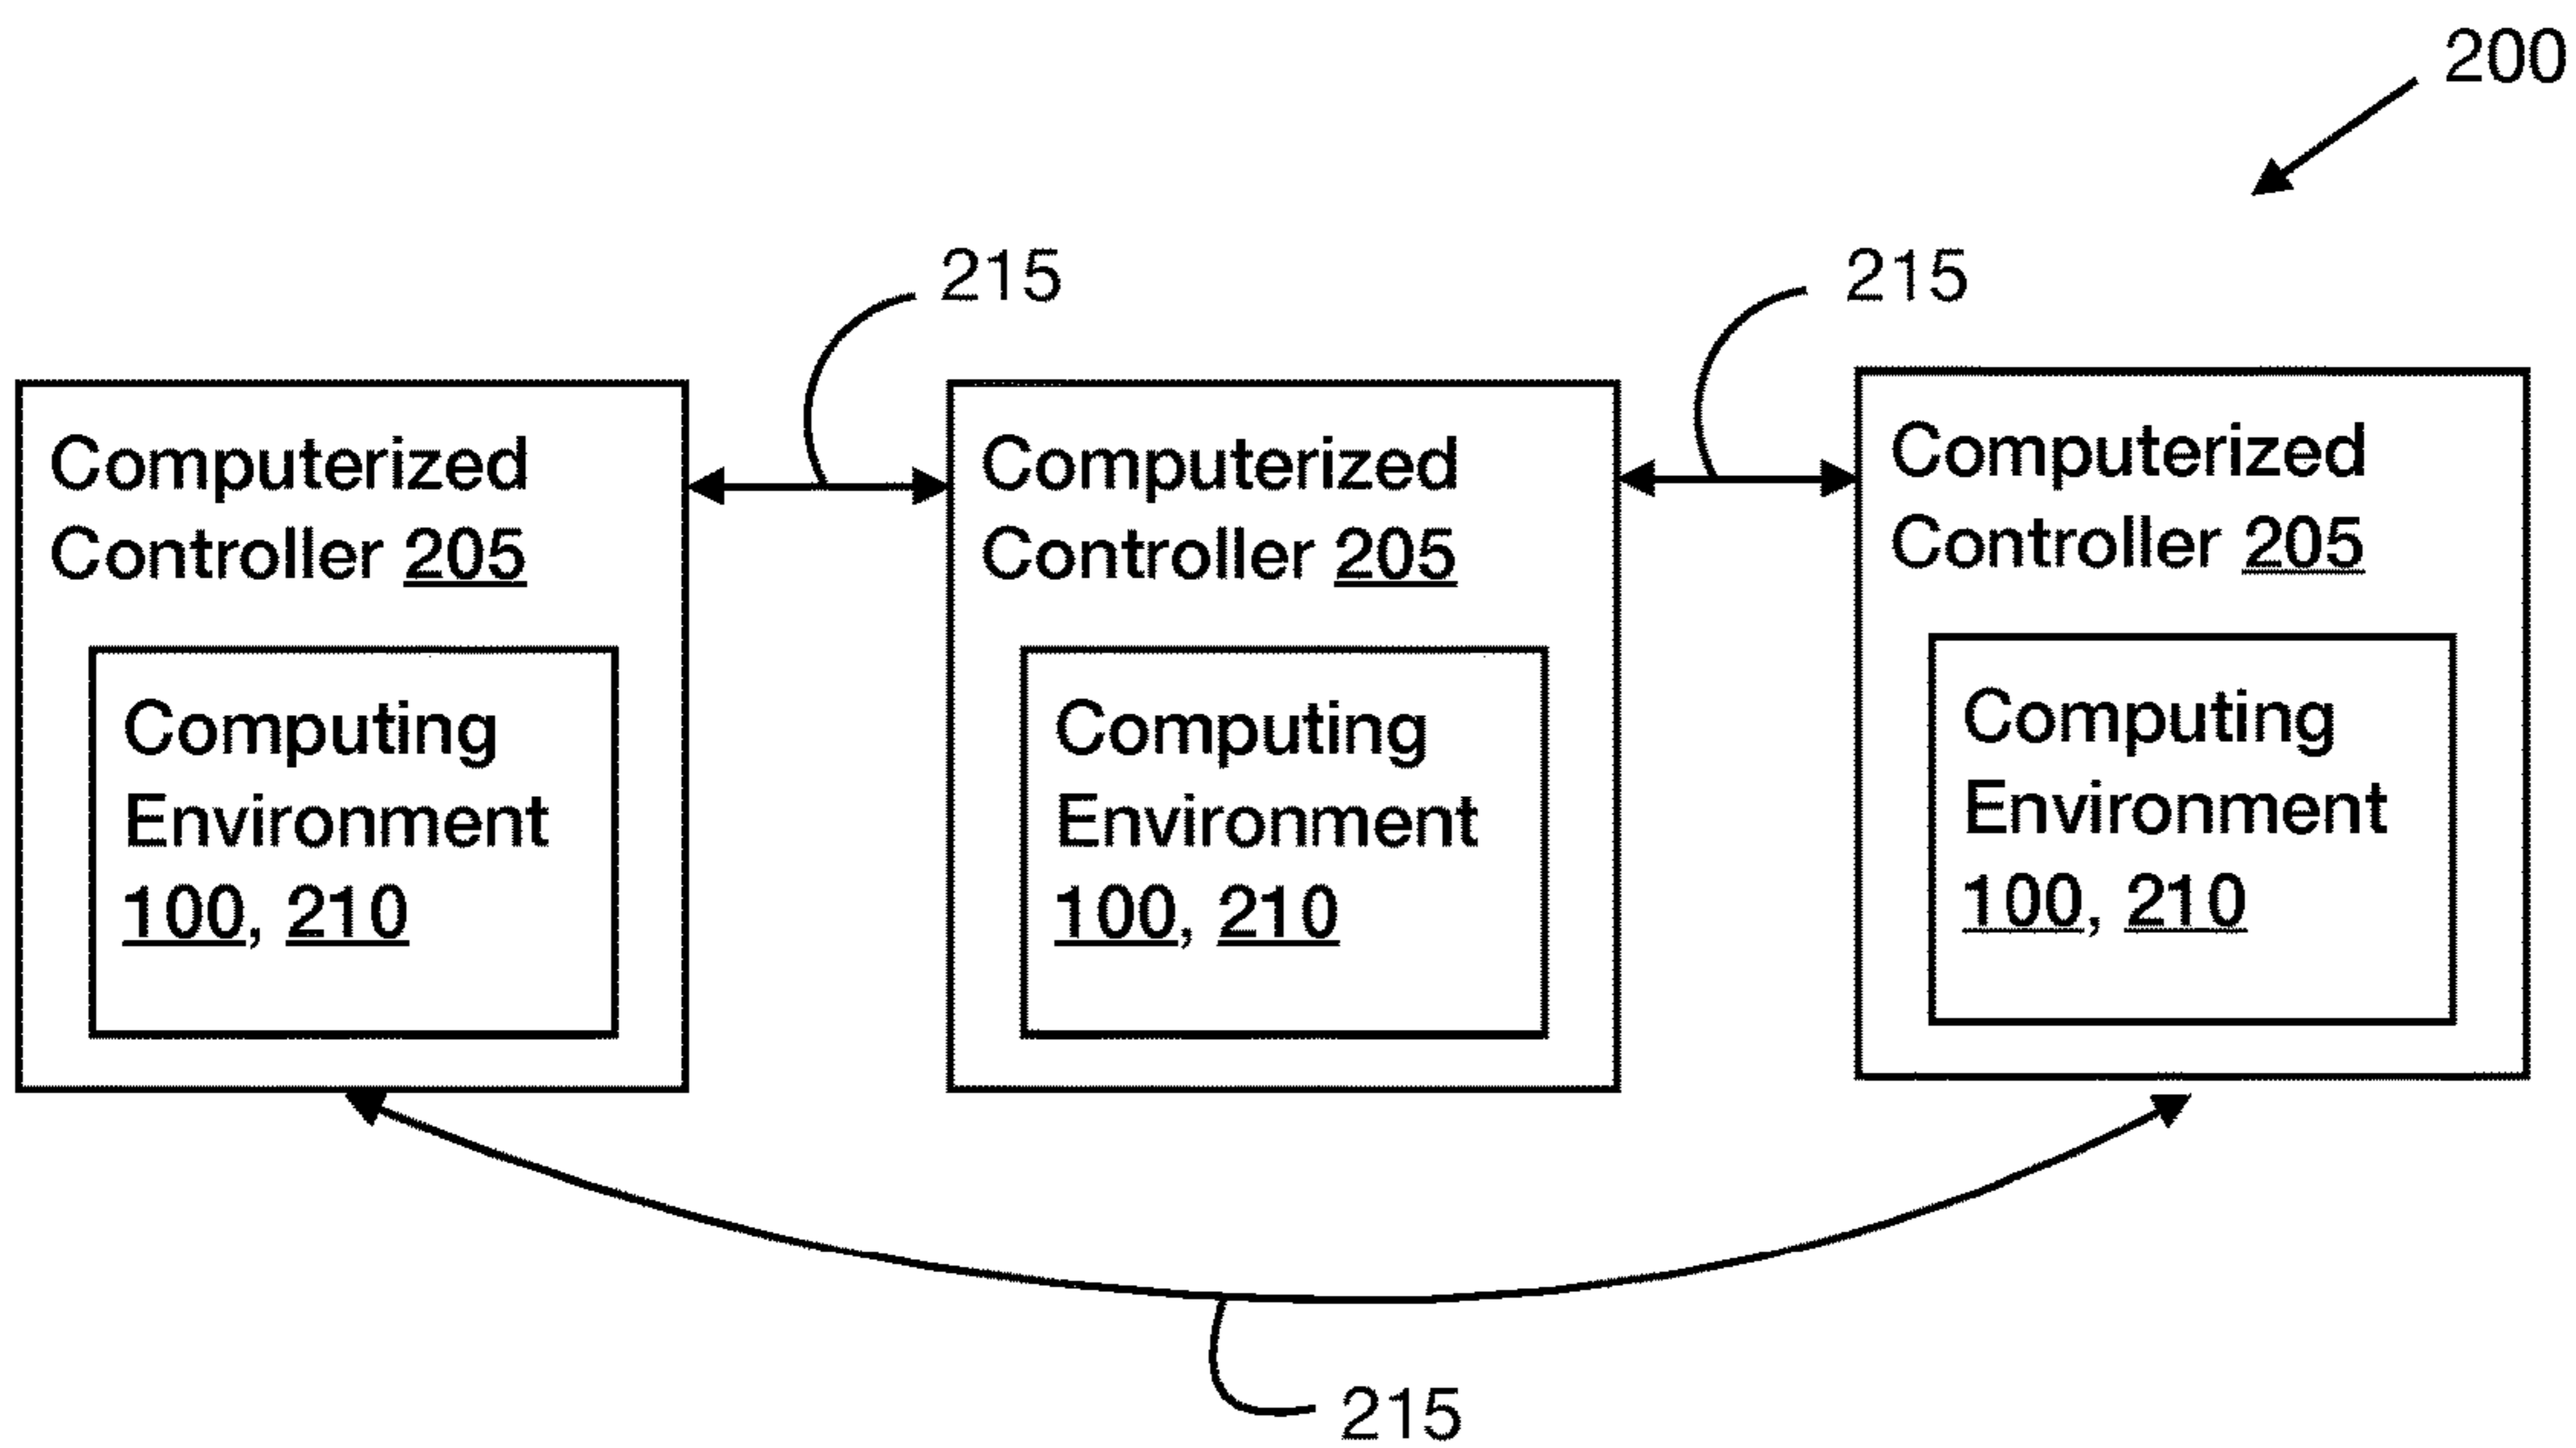 200
215
215
Computerized
Controller 205
Computing
Environment
100, 210
Computerized
Controller 205
Computing
Environment
100, 210
Computerized
Controller 205
Computing
Environment
100, 210
215